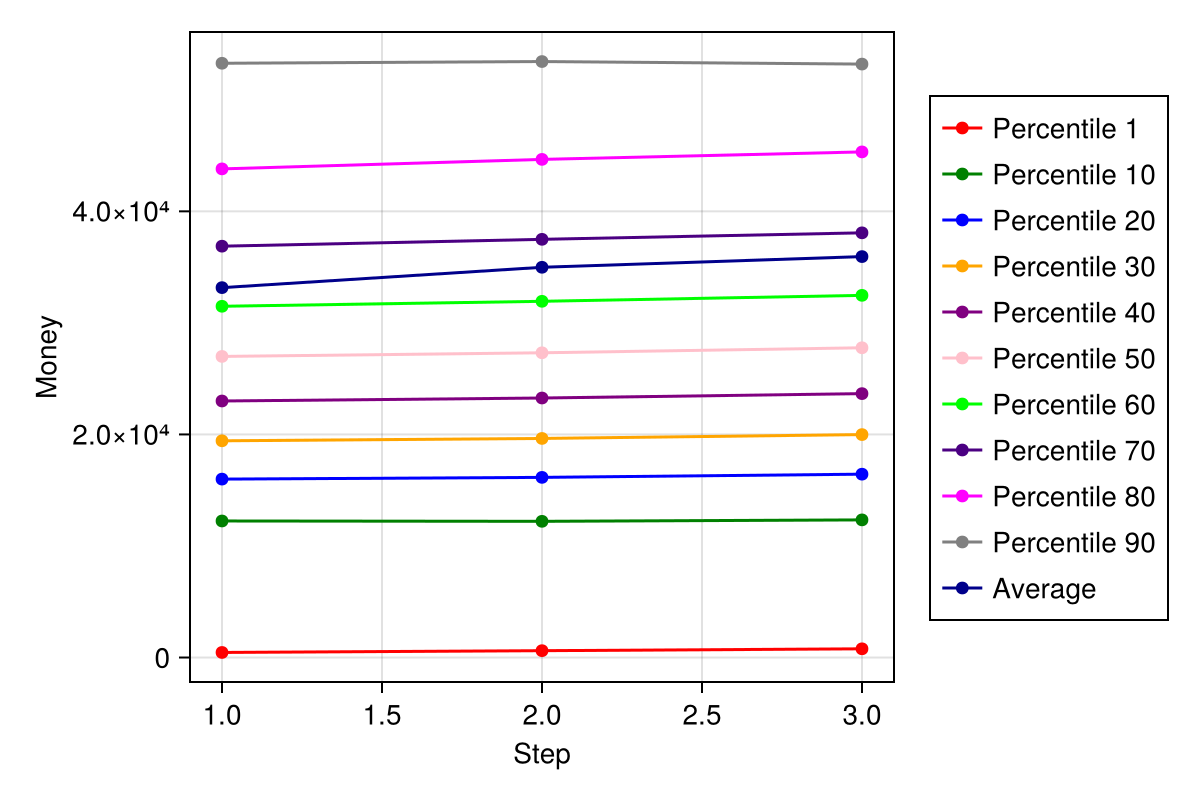 Money
4.0×10⁴
2.0×10⁴
0
1.0 1.5 2.0 2.5 3.0
Step
Percentile 1
Percentile 10
Percentile 20
Percentile 30
Percentile 40
Percentile 50
Percentile 60
Percentile 70
Percentile 80
Percentile 90
Average